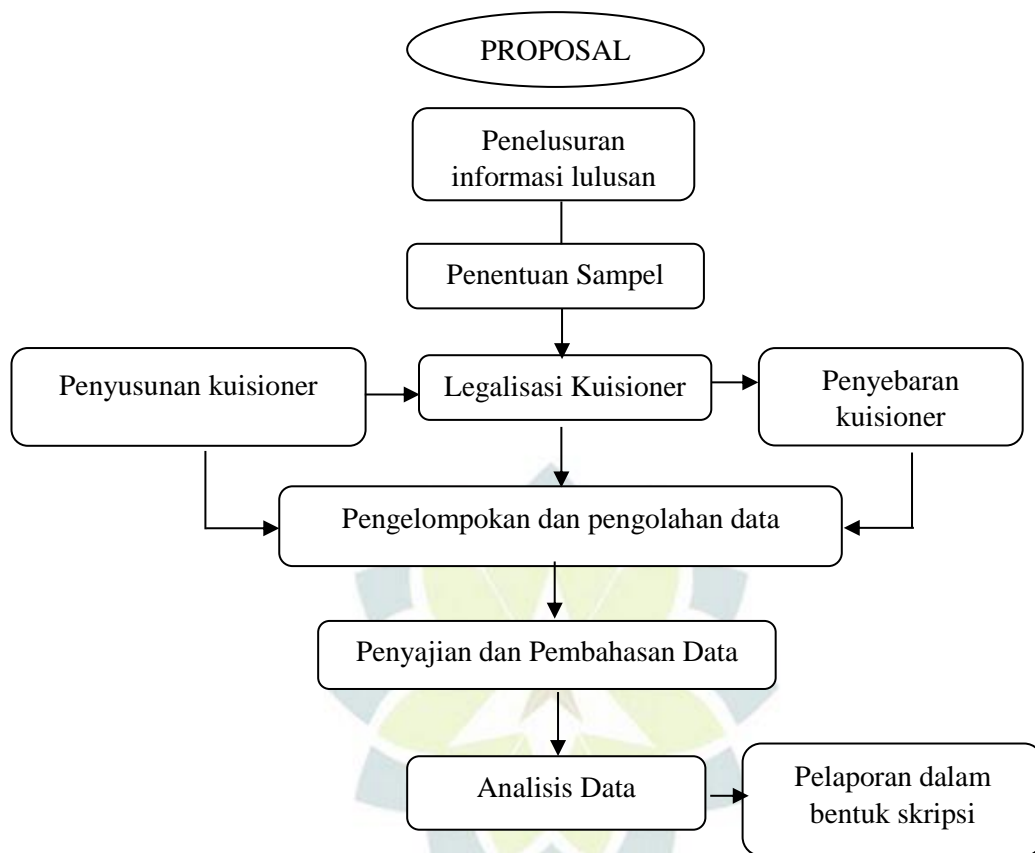 PROPOSAL
Penelusuran
informasi lulusan
Penentuan Sampel
Penyusunan kuisioner
Legalisasi Kuisioner
Penyebaran
kuisioner
Pengelompokan dan pengolahan data
Penyajian dan Pembahasan Data
Analisis Data
Pelaporan dalam
bentuk skripsi